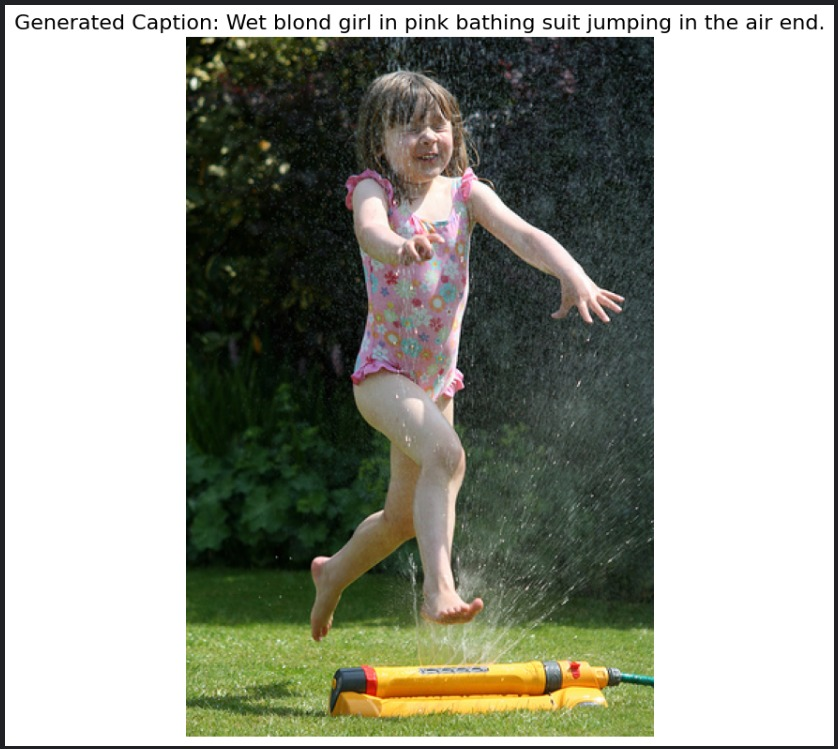 Generated Caption: Wet blond girl in pink bathing suit jumping in the air end.